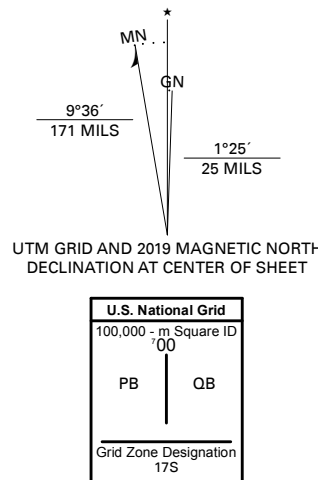 ★
MN
GN
9°36´
171 MILS
1°25´
25 MILS
UTM GRID AND 2019 MAGNETIC NORTH
DECLINATION AT CENTER OF SHEET
U.S. National Grid
100,000 - m Square ID
⁷00
PB QB
Grid Zone Designation
17S